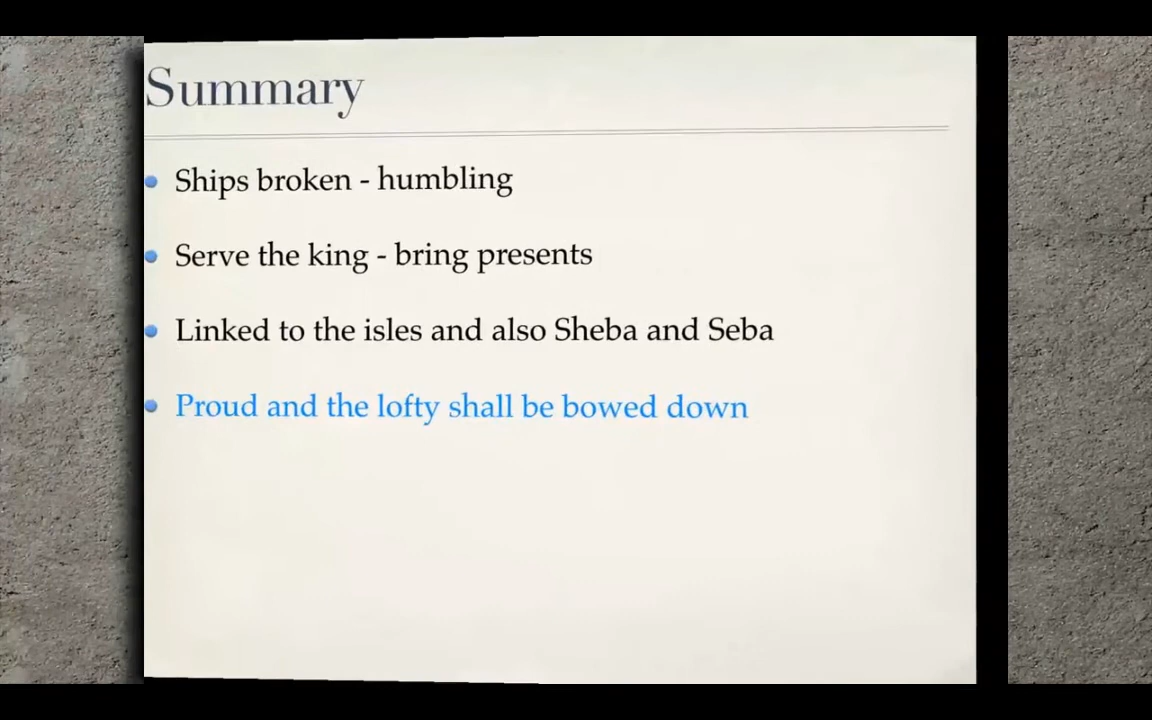 Summary
Ships broken - humbling
Serve the king - bring presents
Linked to the isles and also Sheba and Seba
Proud and the lofty shall be bowed down